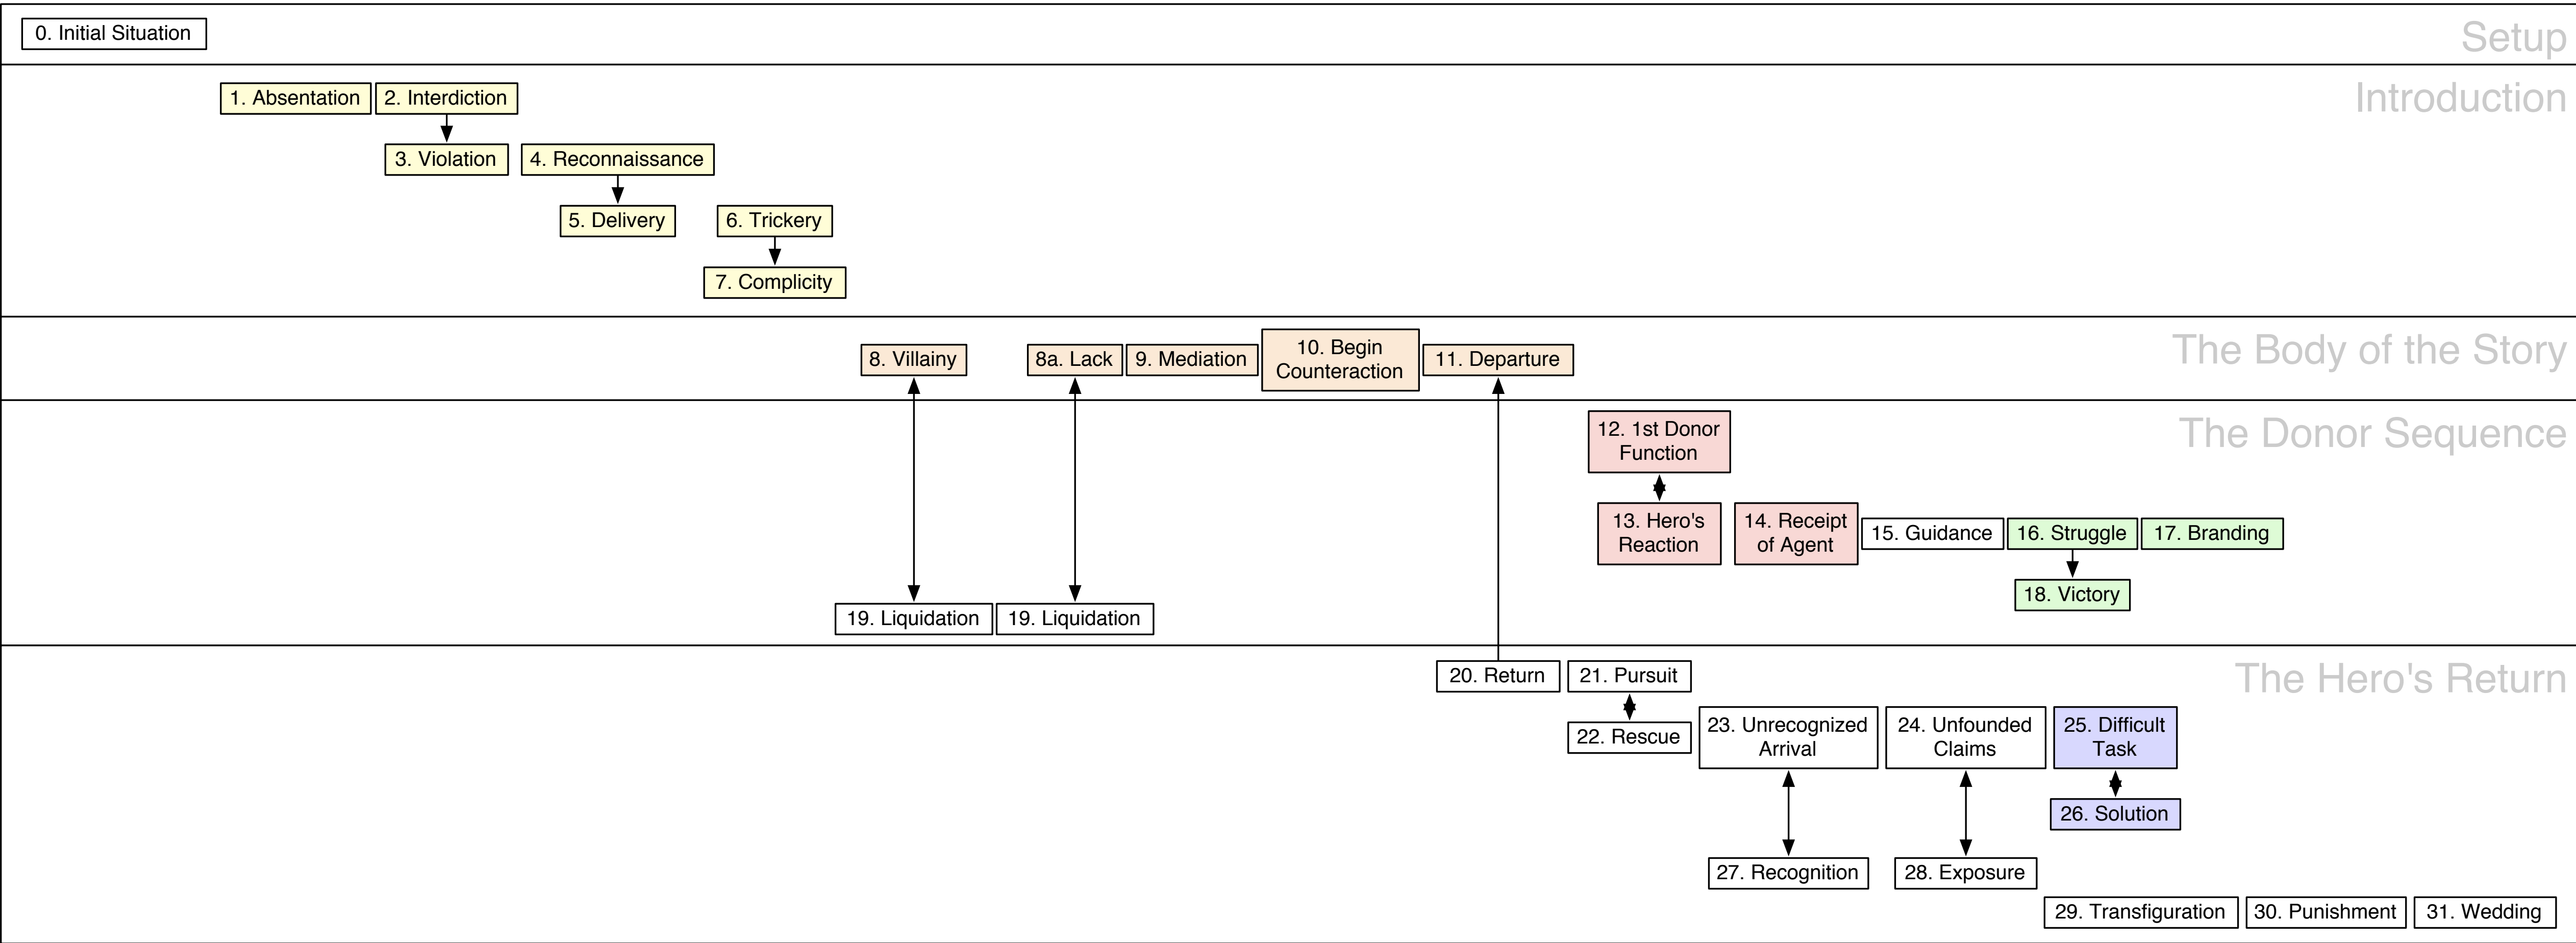 0. Initial Situation
Setup
Introduction
1. Absentation
2. Interdiction
3. Violation
4. Reconnaissance
5. Delivery
6. Trickery
7. Complicity
The Body of the Story
8. Villainy
8a. Lack
9. Mediation
10. Begin
Counteraction
11. Departure
The Donor Sequence
12. 1st Donor
Function
13. Hero's
Reaction
14. Receipt
of Agent
15. Guidance
16. Struggle
17. Branding
18. Victory
19. Liquidation
19. Liquidation
The Hero's Return
20. Return
21. Pursuit
22. Rescue
23. Unrecognized
Arrival
24. Unfounded
Claims
25. Difficult
Task
26. Solution
27. Recognition
28. Exposure
29. Transfiguration
30. Punishment
31. Wedding